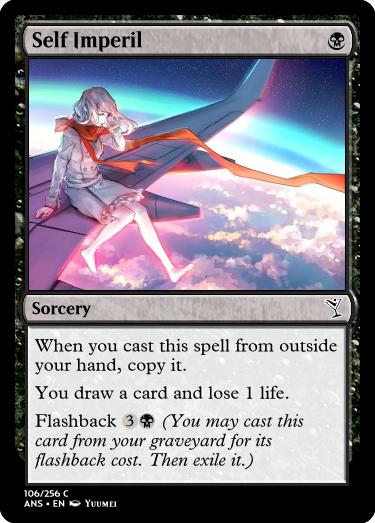 Self Imperil
Sorcery
When you cast this spell from outside
your hand, copy it.
You draw a card and lose 1 life.
Flashback 3 (You may cast this
card from your graveyard for its
flashback cost. Then exile it.)
106/256 C
ANS • EN Yuumei